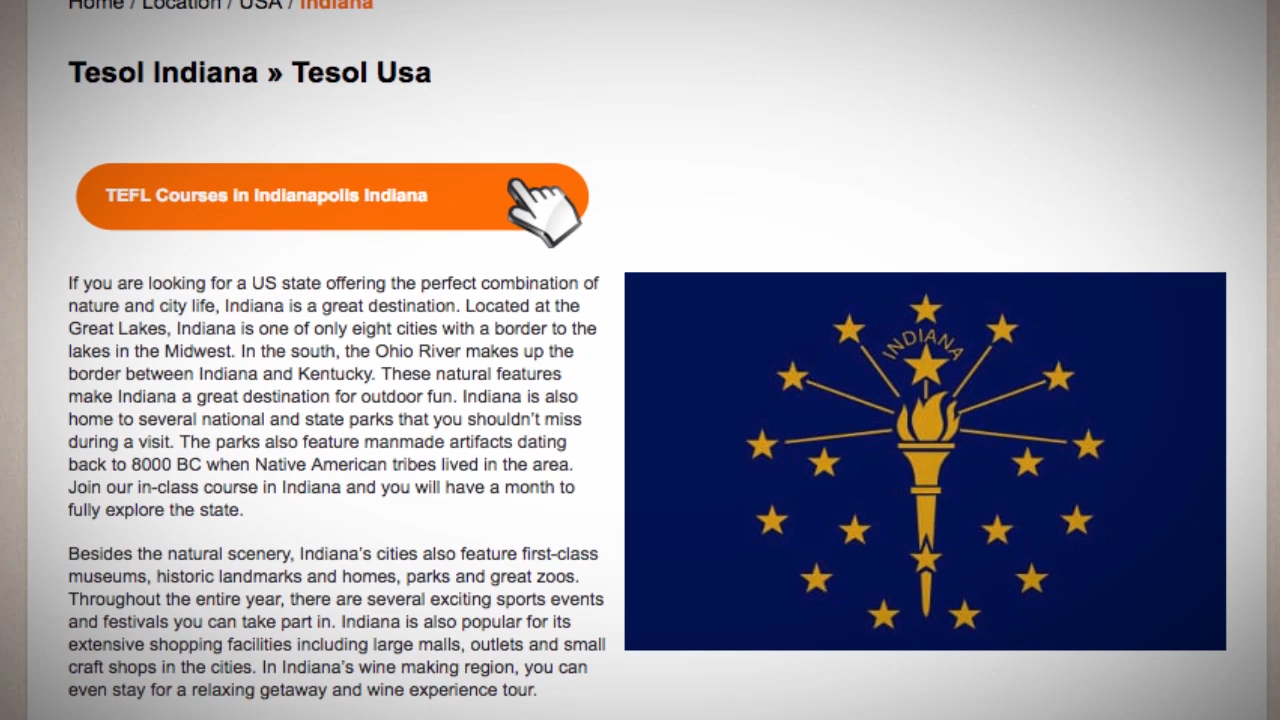 Home / Location / USA / Indiana
Tesol Indiana » Tesol Usa
TEFL Courses in Indianapolis Indiana
If you are looking for a US state offering the perfect combination of
nature and city life, Indiana is a great destination. Located at the
Great Lakes, Indiana is one of only eight cities with a border to the
lakes in the Midwest. In the south, the Ohio River makes up the
border between Indiana and Kentucky. These natural features
make Indiana a great destination for outdoor fun. Indiana is also
home to several national and state parks that you shouldn't miss
during a visit. The parks also feature manmade artifacts dating
back to 8000 BC when Native American tribes lived in the area.
Join our in-class course in Indiana and you will have a month to
fully explore the state.
Besides the natural scenery, Indiana's cities also feature first-class
museums, historic landmarks and homes, parks and great zoos.
Throughout the entire year, there are several exciting sports events
and festivals you can take part in. Indiana is also popular for its
extensive shopping facilities including large malls, outlets and small
craft shops in the cities. In Indiana's wine making region, you can
even stay for a relaxing getaway and wine experience tour.
INDIANA